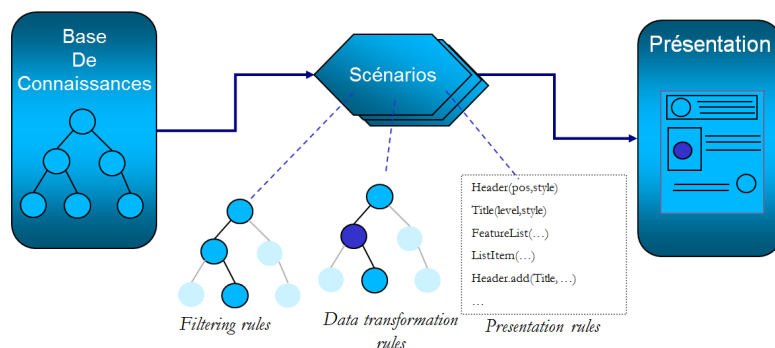 Base
De
Connaissances
Scénarios
Présentation
Header(pos,style)
Title(level,style)
FeatureList(…)
ListItem(…)
Header.add(Title, …)
…
Filtering rules
Data transformation
rules
Presentation rules